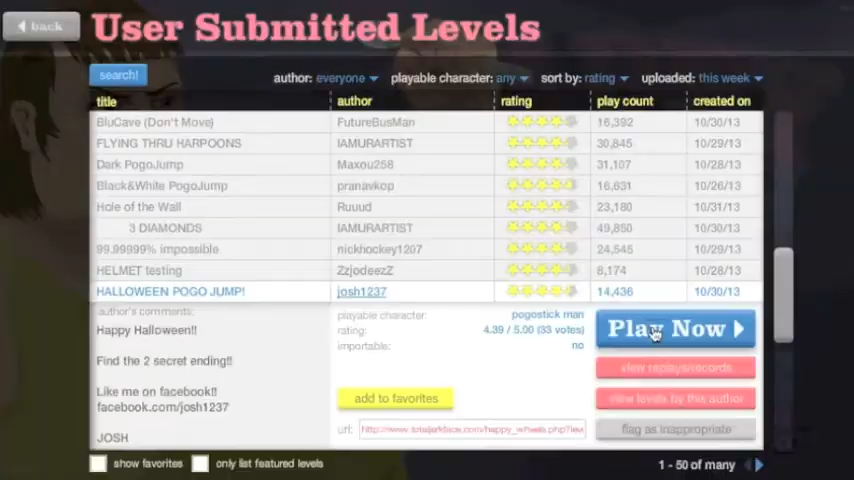 back
User Submitted Levels
search!
author: everyone playable character: any sort by: rating uploaded: this week
title author rating play count created on
BluCave (Don't Move) FutureBusMan 16,392 10/30/13
FLYING THRU HARPOONS IAMURARTIST 30,845 10/29/13
Dark PogoJump Maxou258 31,107 10/28/13
Black&White PogoJump pranavkop 16,631 10/26/13
Hole of the Wall Ruuud 23,180 10/31/13
3 DIAMONDS IAMURARTIST 49,850 10/30/13
99.99999% impossible nickhockey1207 24,545 10/29/13
HELMET testing ZzjodeezZ 8,174 10/28/13
HALLOWEEN POGO JUMP! josh1237 14,436 10/30/13
author's comments:
Happy Halloween!!
Find the 2 secret ending!!
Like me on facebook!!
facebook.com/josh1237
JOSH
playable character: pogostick man
rating: 4.39 / 5.00 (33 votes)
importable: no
add to favorites
url: http://www.totaljerkface.com/happy_wheels.php?lev
Play Now
view replays/records
view levels by this author
flag as inappropriate
show favorites only list featured levels 1 - 50 of many